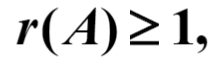 r(A) ≥ 1,